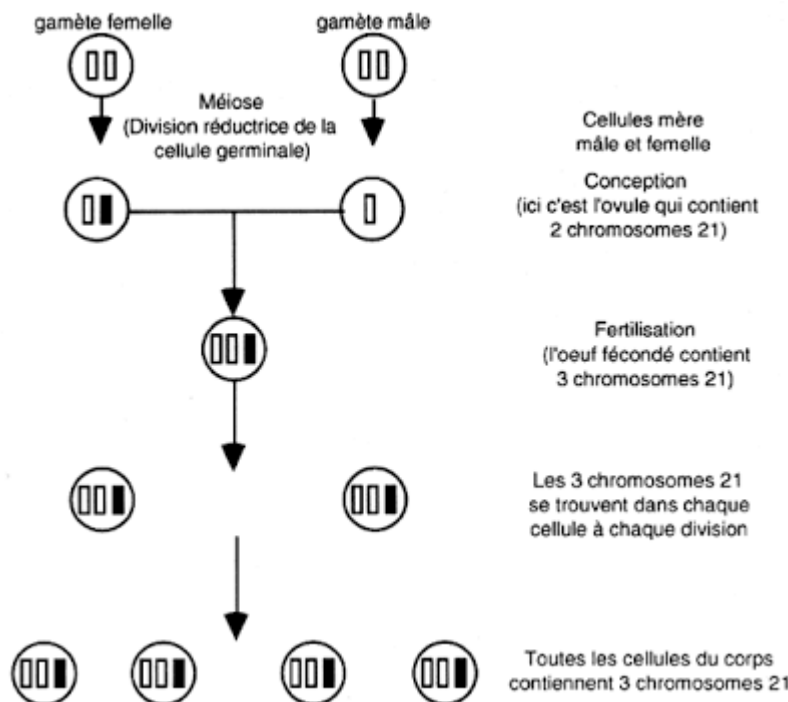 gamète femelle
gamète mâle
Méiose
(Division réductrice de la
cellule germinale)
Cellules mère
mâle et femelle
Conception
(ici c'est l'ovule qui contient
2 chromosomes 21)
Fertilisation
(l'oeuf fécondé contient
3 chromosomes 21)
Les 3 chromosomes 21
se trouvent dans chaque
cellule à chaque division
Toutes les cellules du corps
contiennent 3 chromosomes 21